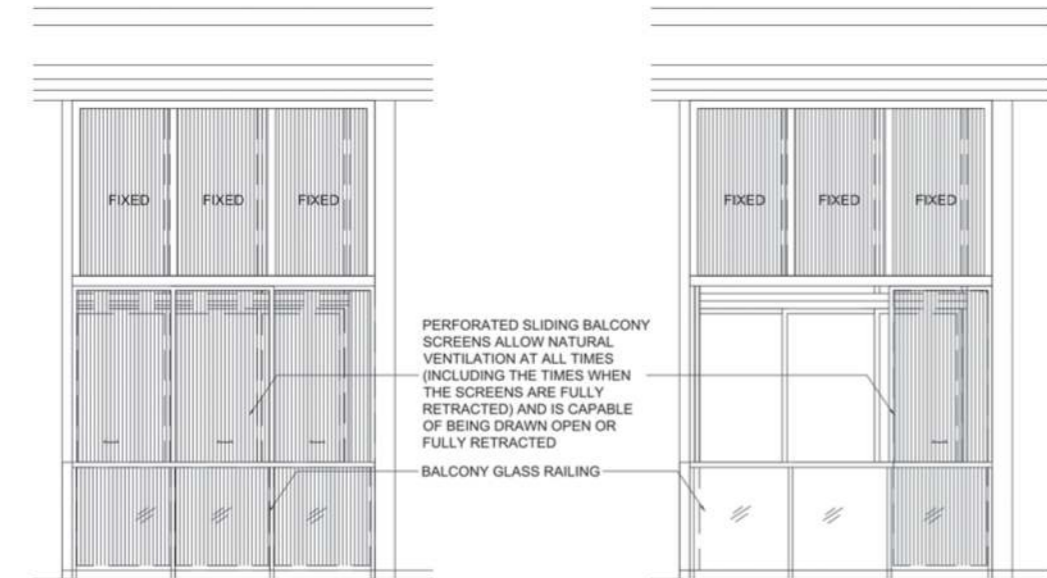 FIXED FIXED FIXED
FIXED FIXED FIXED
PERFORATED SLIDING BALCONY
SCREENS ALLOW NATURAL
VENTILATION AT ALL TIMES
(INCLUDING THE TIMES WHEN
THE SCREENS ARE FULLY
RETRACTED) AND IS CAPABLE
OF BEING DRAWN OPEN OR
FULLY RETRACTED
BALCONY GLASS RAILING